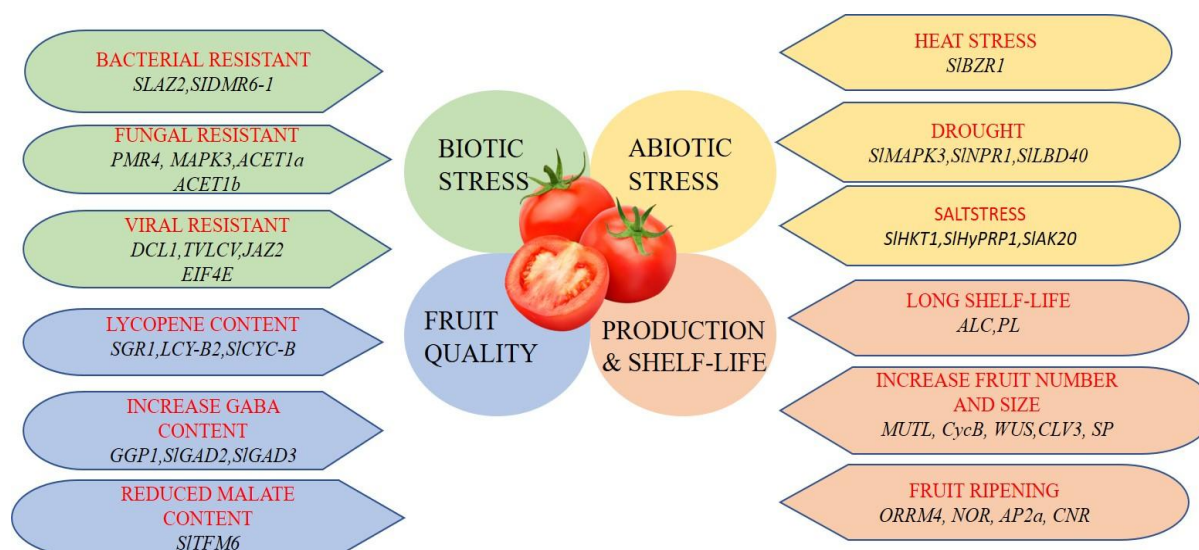 BACTERIAL RESISTANT
SLAZ2,SlDMR6-1
FUNGAL RESISTANT
PMR4, MAPK3,ACET1a
ACET1b
VIRAL RESISTANT
DCL1,TVLCV,JAZ2
EIF4E
LYCOPENE CONTENT
SGR1,LCY-B2,SlCYC-B
INCREASE GABA
CONTENT
GGP1,SlGAD2,SlGAD3
REDUCED MALATE
CONTENT
SlTFM6
BIOTIC
STRESS
ABIOTIC
STRESS
FRUIT
QUALITY
PRODUCTION
& SHELF-LIFE
HEAT STRESS
SlBZR1
DROUGHT
SlMAPK3,SlNPR1,SlLBD40
SALTSTRESS
SlHKT1,SlHyPRP1,SlAK20
LONG SHELF-LIFE
ALC,PL
INCREASE FRUIT NUMBER
AND SIZE
MUTL, CycB, WUS,CLV3, SP
FRUIT RIPENING
ORRM4, NOR, AP2a, CNR